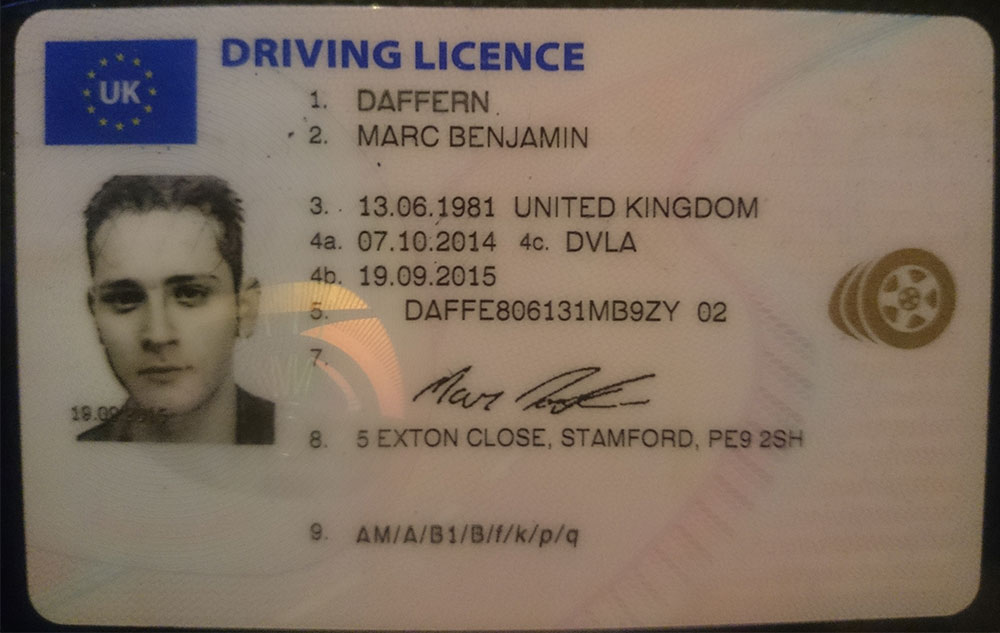 UK
DRIVING LICENCE
1. DAFFERN
2. MARC BENJAMIN
3. 13.06.1981 UNITED KINGDOM
4a. 07.10.2014 4c. DVLA
4b. 19.09.2015
5. DAFFE806131MB9ZY 02
7.
Marc
19.09.2015
8. 5 EXTON CLOSE, STAMFORD, PE9 2SH
9. AM/A/B1/B/f/k/p/q